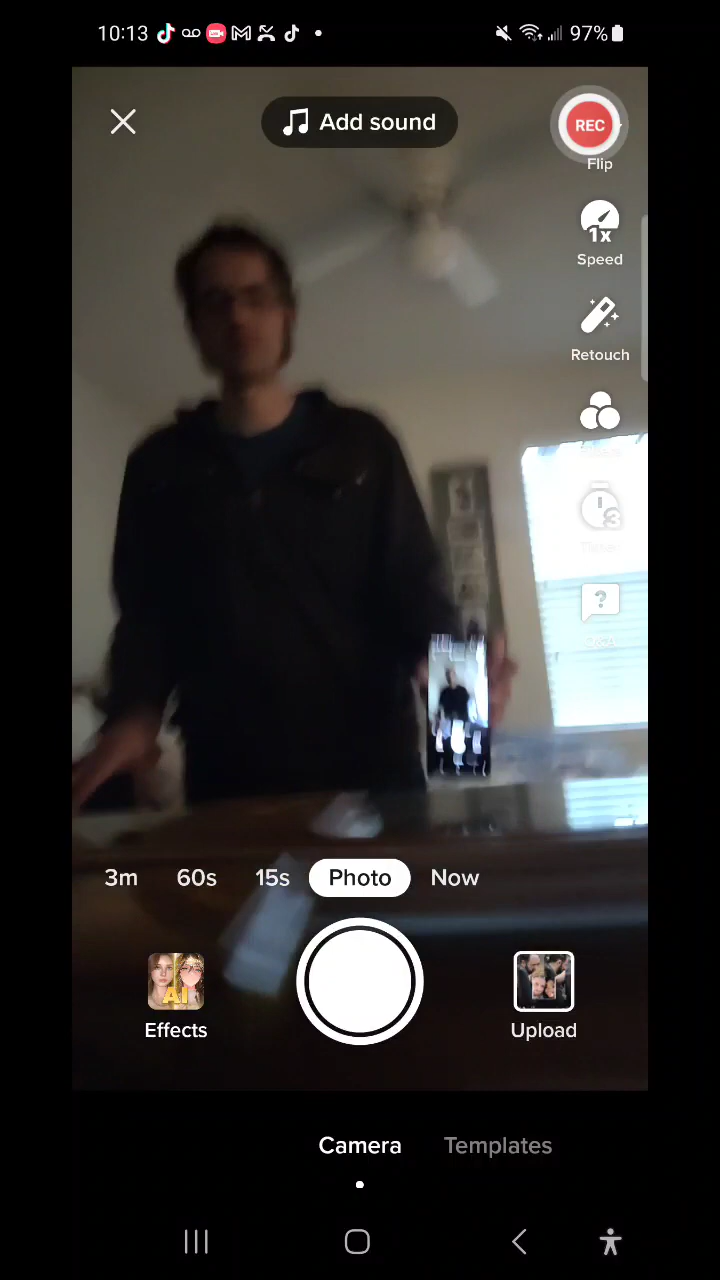 10:13
97%
Add sound
REC
Flip
1x
Speed
Retouch
3
?
Q&A
3m 60s 15s Photo Now
AI
Effects
Upload
Camera Templates